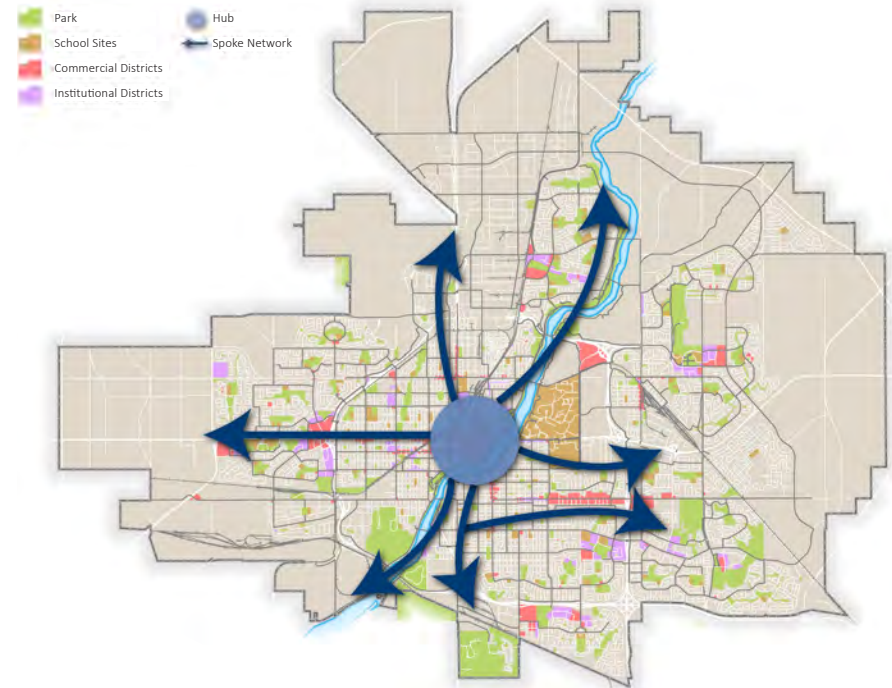 Park
Hub
School Sites
Spoke Network
Commercial Districts
Institutional Districts